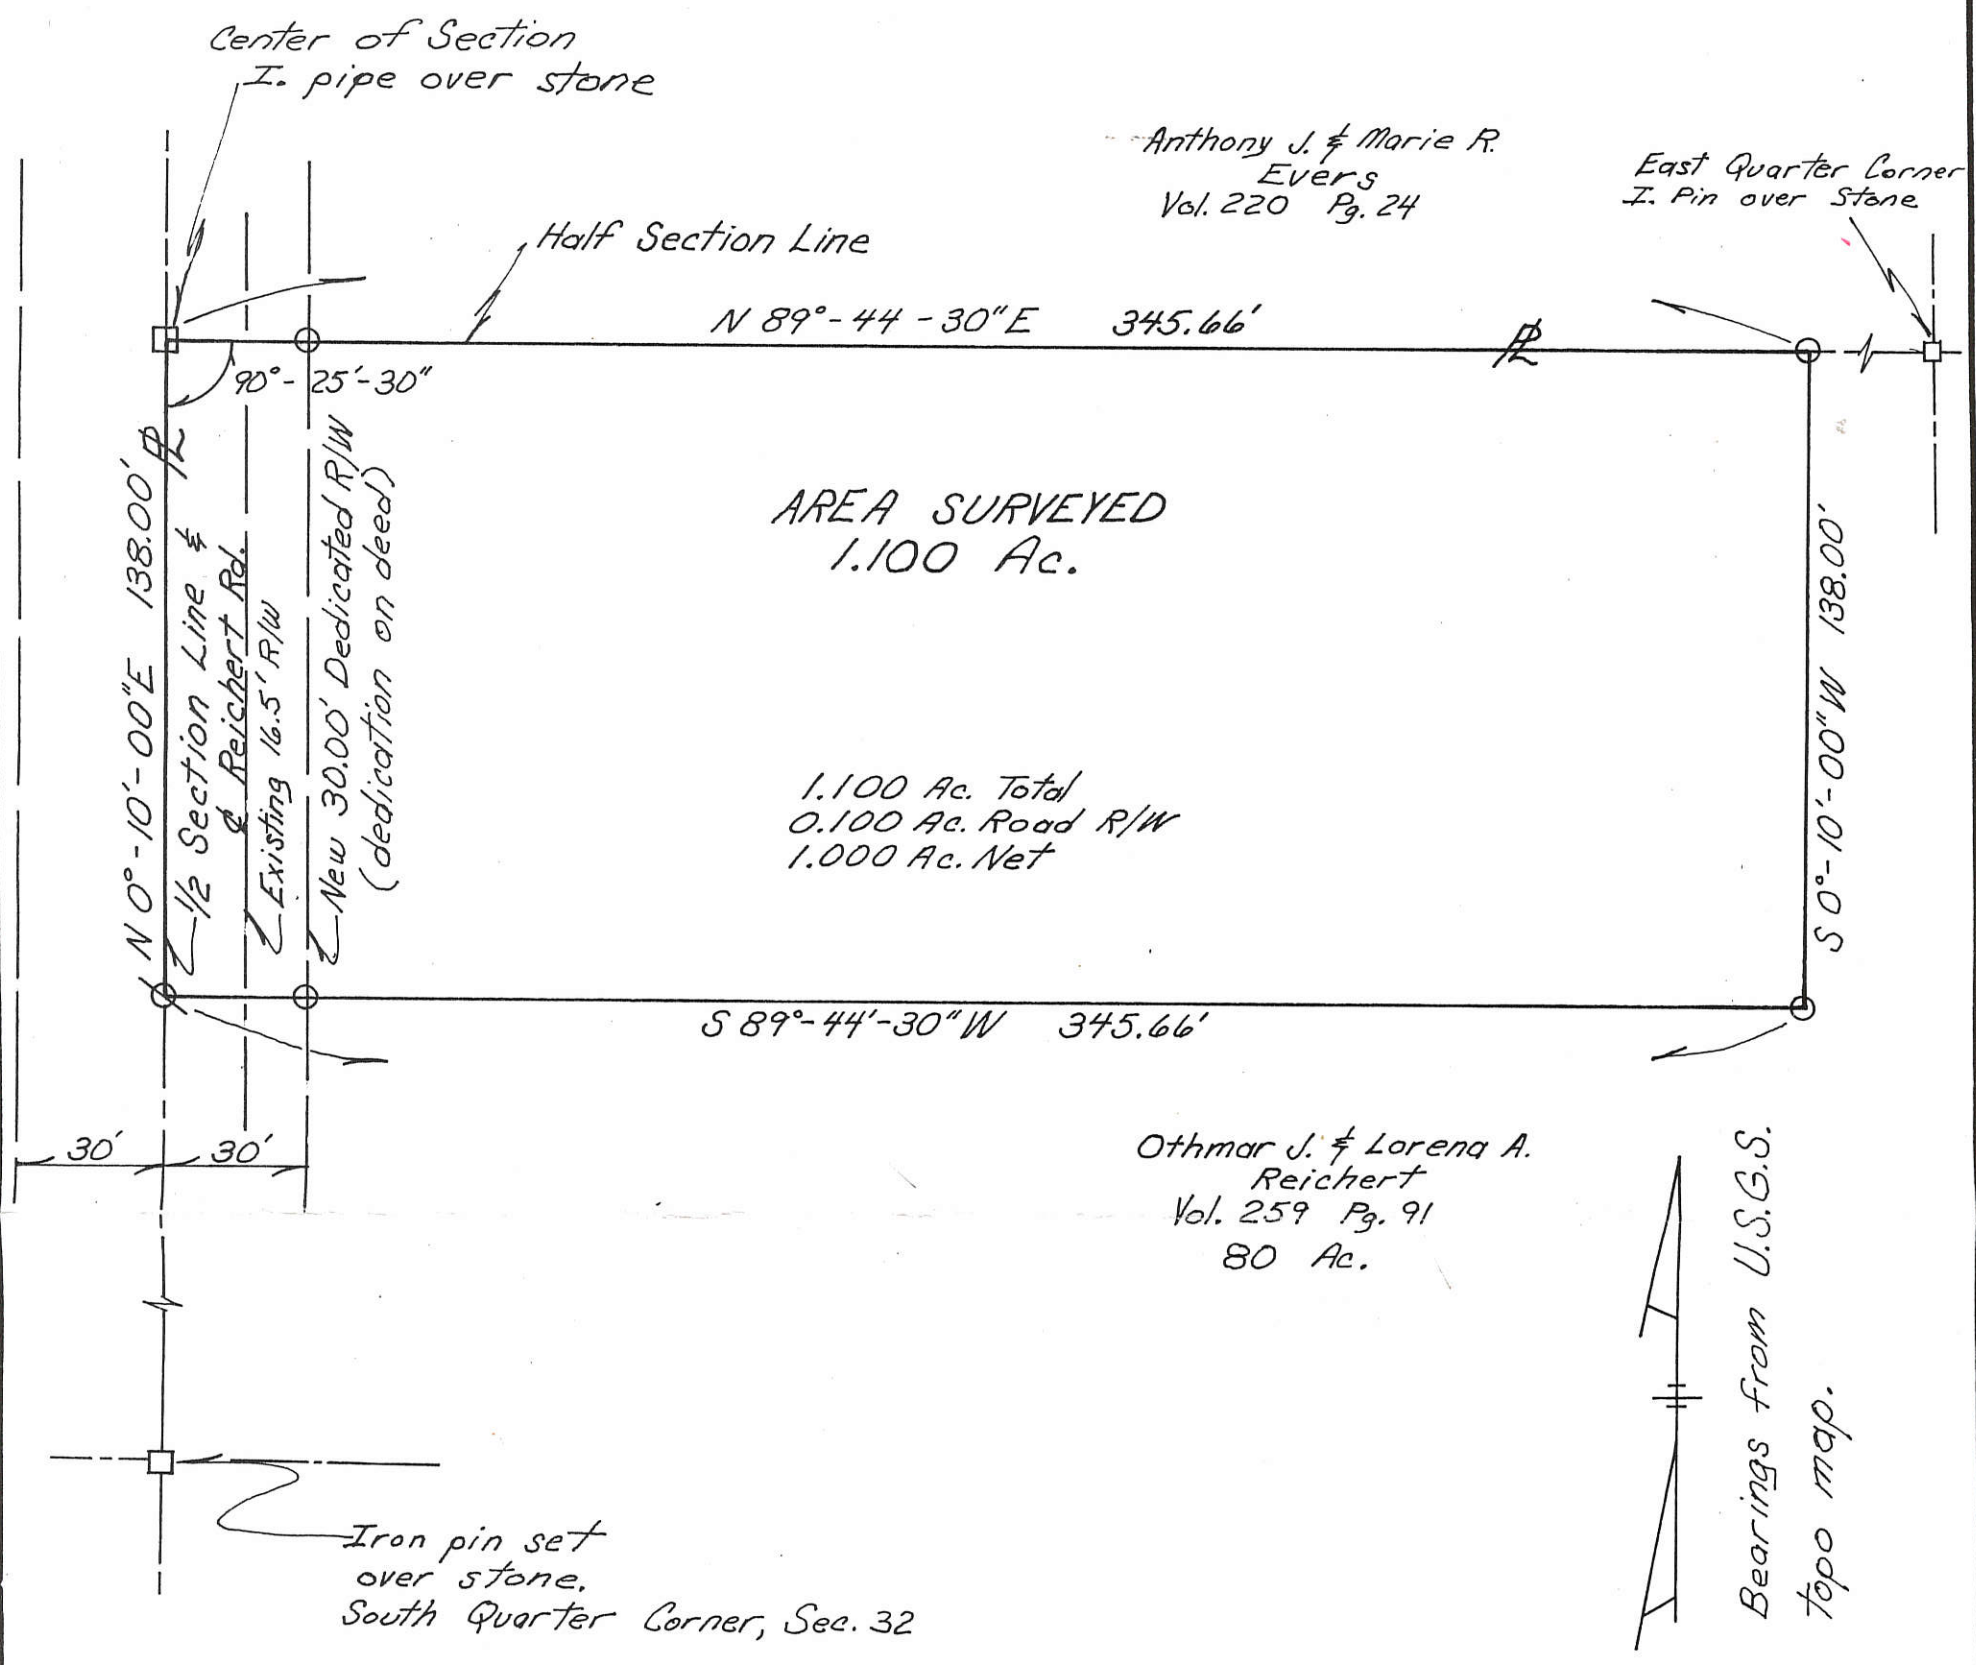 Center of Section
I. pipe over stone
Anthony J. & Marie R.
Evers
Vol. 220 Pg. 24
East Quarter Corner
I. Pin over Stone
Half Section Line
N 89°-44-30"E 345.66'
PL
90°-25'-30"
N 0°-10'-00"E 138.00'
PL
1/2 Section Line &
℄ Reichert Rd.
Existing 16.5' R/W
New 30.00' Dedicated R/W
(dedication on deed)
AREA SURVEYED
1.100 Ac.
S 0°-10'-00"W 138.00'
1.100 Ac. Total
0.100 Ac. Road R/W
1.000 Ac. Net
S 89°-44'-30"W 345.66'
30'
30'
Othmar J. & Lorena A.
Reichert
Vol. 259 Pg. 91
80 Ac.
Bearings from U.S.G.S.
topo map.
Iron pin set
over stone.
South Quarter Corner, Sec. 32